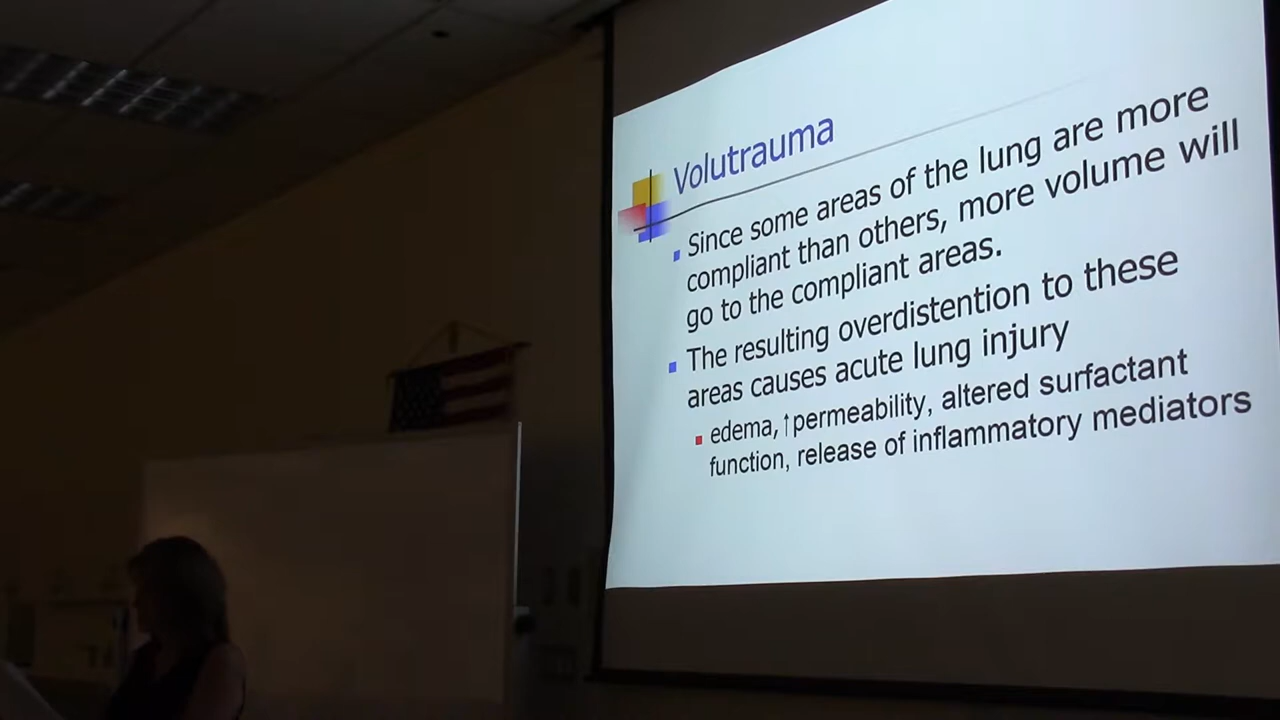 Volutrauma
Since some areas of the lung are more
compliant than others, more volume will
go to the compliant areas.
The resulting overdistention to these
areas causes acute lung injury
edema, ↑permeability, altered surfactant
function, release of inflammatory mediators